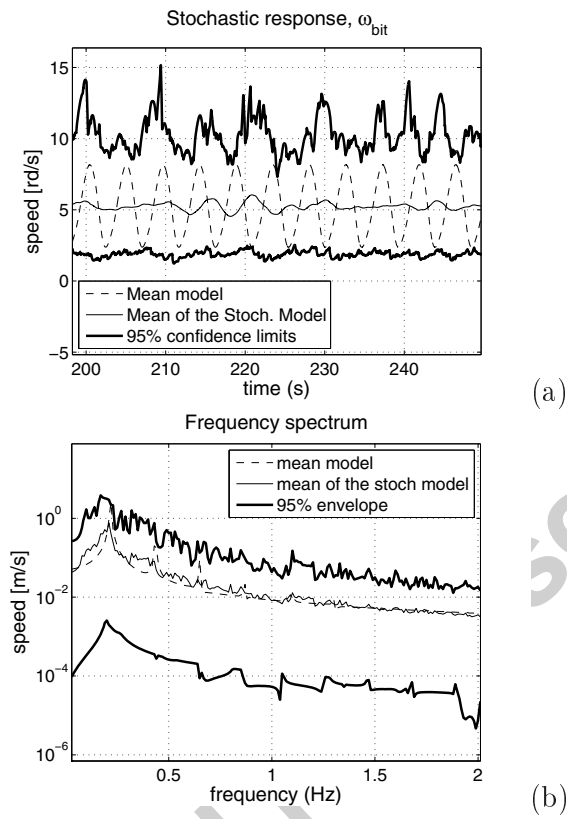 Stochastic response, ω_bit
15
10
5
0
−5
speed [rd/s]
Mean model
Mean of the Stoch. Model
95% confidence limits
200 210 220 230 240
time (s)
(a)
Frequency spectrum
mean model
mean of the stoch model
95% envelope
10^0
10^−2
10^−4
10^−6
speed [m/s]
0.5 1 1.5 2
frequency (Hz)
(b)